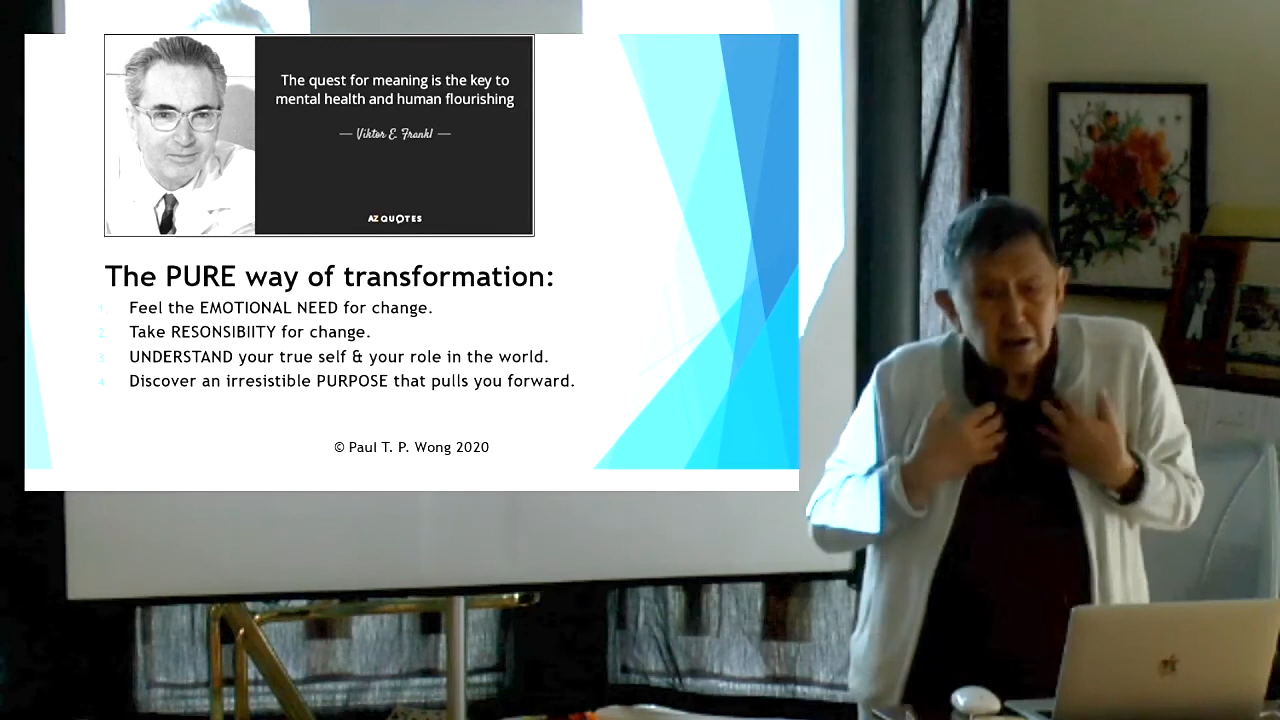 The quest for meaning is the key to
mental health and human flourishing
— Viktor E. Frankl —
AZ QUOTES
The PURE way of transformation:
1. Feel the EMOTIONAL NEED for change.
2. Take RESONSIBIITY for change.
3. UNDERSTAND your true self & your role in the world.
4. Discover an irresistible PURPOSE that pulls you forward.
© Paul T. P. Wong 2020